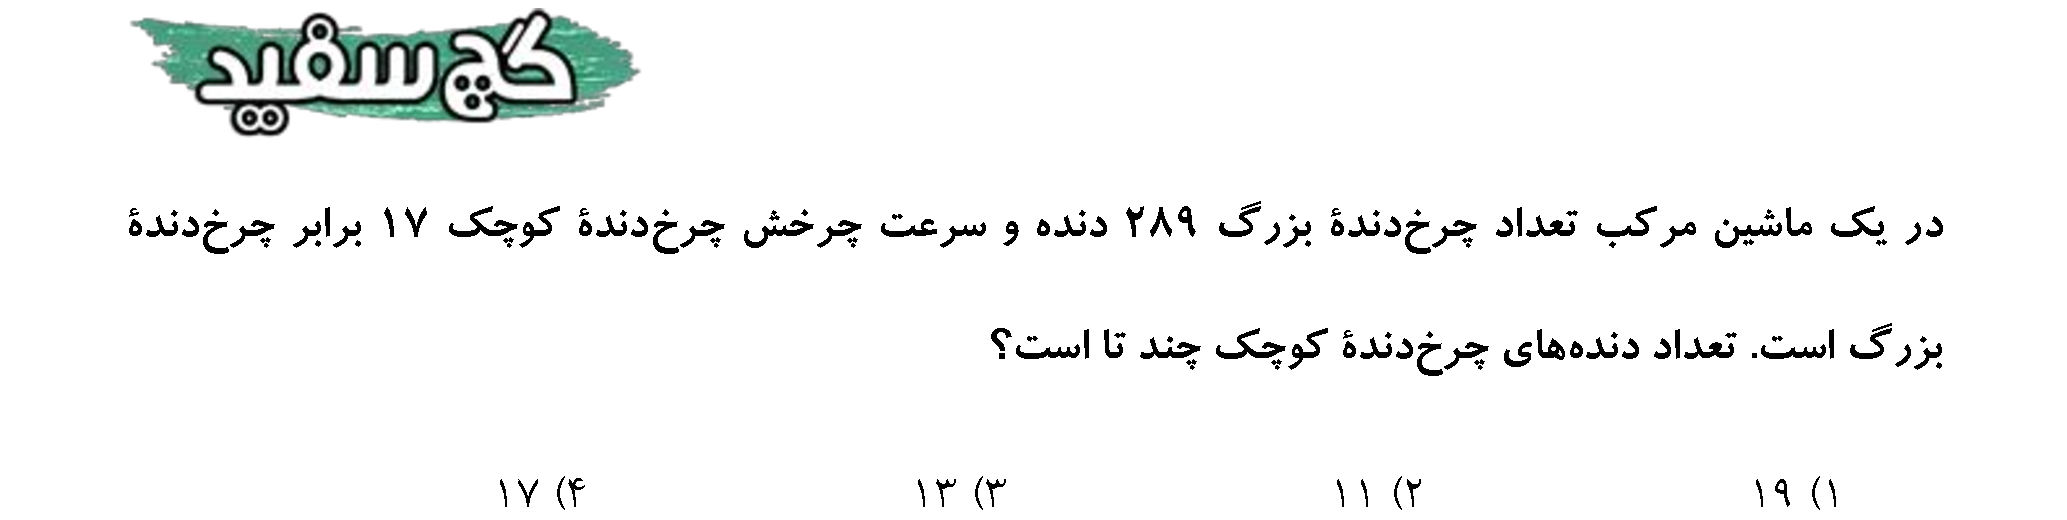 گچ سفید
در یک ماشین مرکب تعداد چرخ‌دندهٔ بزرگ ۲۸۹ دنده و سرعت چرخش چرخ‌دندهٔ کوچک ۱۷ برابر چرخ‌دندهٔ
بزرگ است. تعداد دنده‌های چرخ‌دندهٔ کوچک چند تا است؟
۱) ۱۹ ۲) ۱۱ ۳) ۱۳ ۴) ۱۷